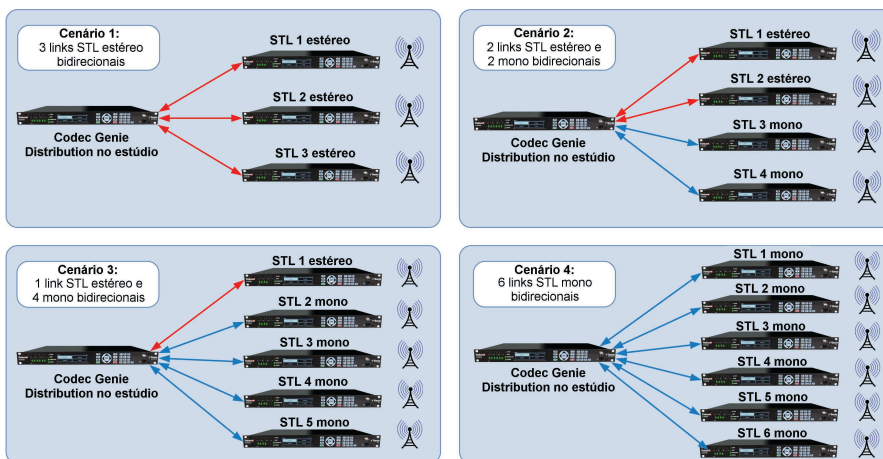 Cenário 1:
3 links STL estéreo
bidirecionais
STL 1 estéreo
STL 2 estéreo
STL 3 estéreo
Codec Genie
Distribution no estúdio
Cenário 2:
2 links STL estéreo e
2 mono bidirecionais
STL 1 estéreo
STL 2 estéreo
STL 3 mono
STL 4 mono
Codec Genie
Distribution no estúdio
Cenário 3:
1 link STL estéreo e
4 mono bidirecionais
STL 1 estéreo
STL 2 mono
STL 3 mono
STL 4 mono
STL 5 mono
Codec Genie
Distribution no estúdio
Cenário 4:
6 links STL mono
bidirecionais
STL 1 mono
STL 2 mono
STL 3 mono
STL 4 mono
STL 5 mono
STL 6 mono
Codec Genie
Distribution no estúdio